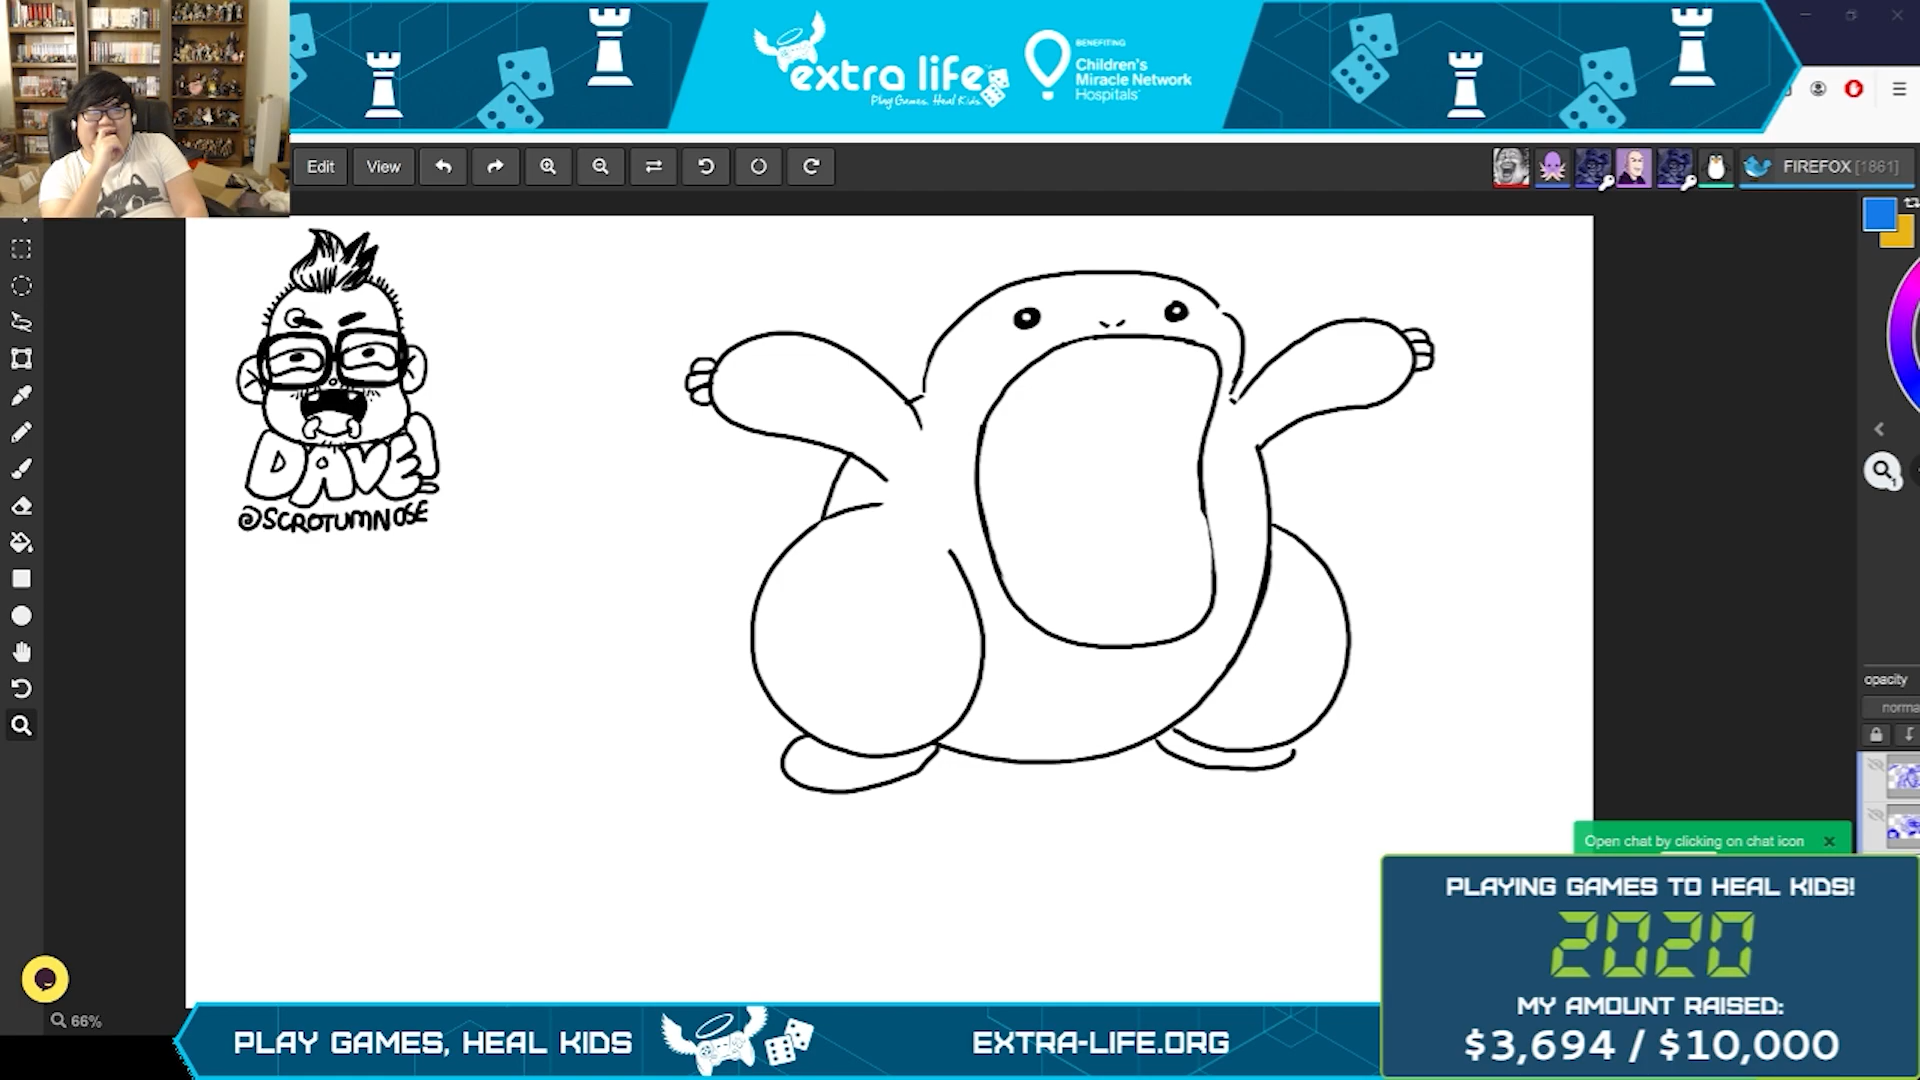 extra life
Play Games. Heal Kids.
BENEFITING
Children's
Miracle Network
Hospitals
Edit
View
FIREFOX [1861]
DAVE!
@SCROTUMNOSE
opacity
norma
Open chat by clicking on chat icon
PLAYING GAMES TO HEAL KIDS!
2020
MY AMOUNT RAISED:
$3,694 / $10,000
66%
PLAY GAMES, HEAL KIDS
EXTRA-LIFE.ORG